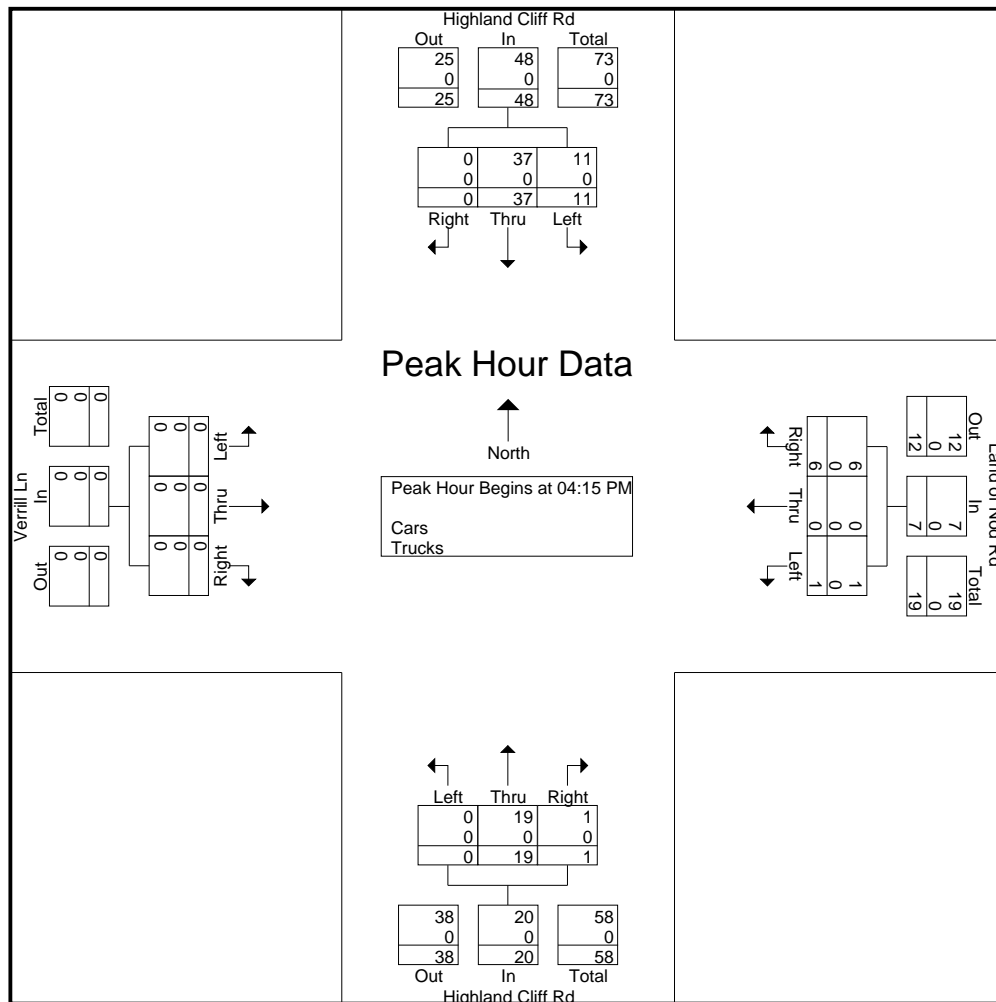 Highland Cliff Rd
Out In Total
25 48 73
0 0 0
25 48 73
0 37 11
0 0 0
0 37 11
Right Thru Left
Peak Hour Data
North
Peak Hour Begins at 04:15 PM
Cars
Trucks
Verrill Ln
Total
0 0 0
In
0 0 0
Out
0 0 0
Left
0 0 0
Thru
0 0 0
Right
0 0 0
Land of Nod Rd
Out
12 0 12
In
7 0 7
Total
19 0 19
Right
6 0 6
Thru
0 0 0
Left
1 0 1
Left Thru Right
0 19 1
0 0 0
0 19 1
38 20 58
0 0 0
38 20 58
Out In Total
Highland Cliff Rd